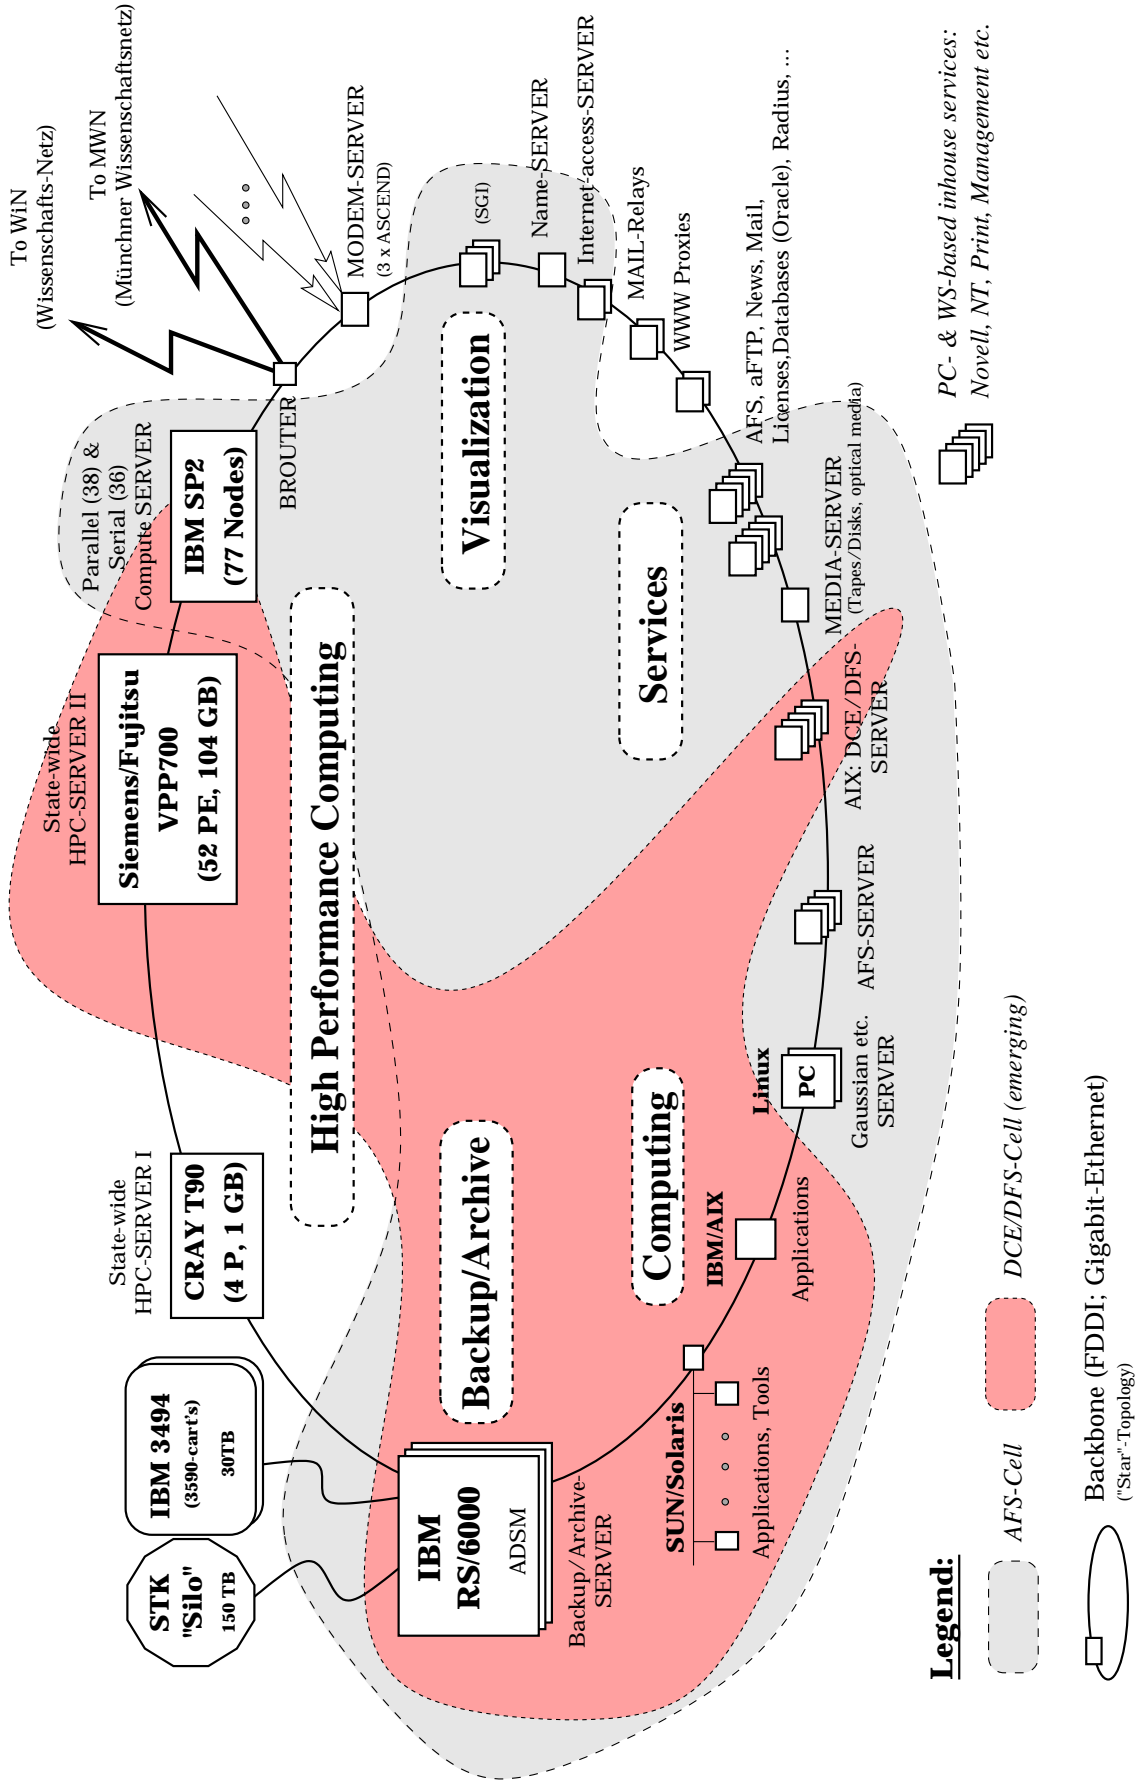 To WiN
(Wissenschafts-Netz)
To MWN
(Münchner Wissenschaftsnetz)
Parallel (38) &
Serial (36)
Compute SERVER
IBM SP2
(77 Nodes)
BROUTER
MODEM-SERVER
(3 x ASCEND)
(SGI)
Name-SERVER
Internet-access-SERVER
MAIL-Relays
WWW Proxies
AFS, aFTP, News, Mail,
Licenses,Databases (Oracle), Radius, ...
MEDIA-SERVER
(Tapes/Disks, optical media)
AIX: DCE/DFS-
SERVER
AFS-SERVER
Gaussian etc.
SERVER
Linux
PC
IBM/AIX
Applications
SUN/Solaris
Applications, Tools
Backup/Archive-
SERVER
IBM
RS/6000
ADSM
STK
"Silo"
150 TB
IBM 3494
(3590-cart's)
30TB
State-wide
HPC-SERVER I
CRAY T90
(4 P, 1 GB)
State-wide
HPC-SERVER II
Siemens/Fujitsu
VPP700
(52 PE, 104 GB)
High Performance Computing
Visualization
Services
Backup/Archive
Computing
Legend:
AFS-Cell
DCE/DFS-Cell (emerging)
PC- & WS-based inhouse services:
Novell, NT, Print, Management etc.
Backbone (FDDI; Gigabit-Ethernet)
("Star"-Topology)